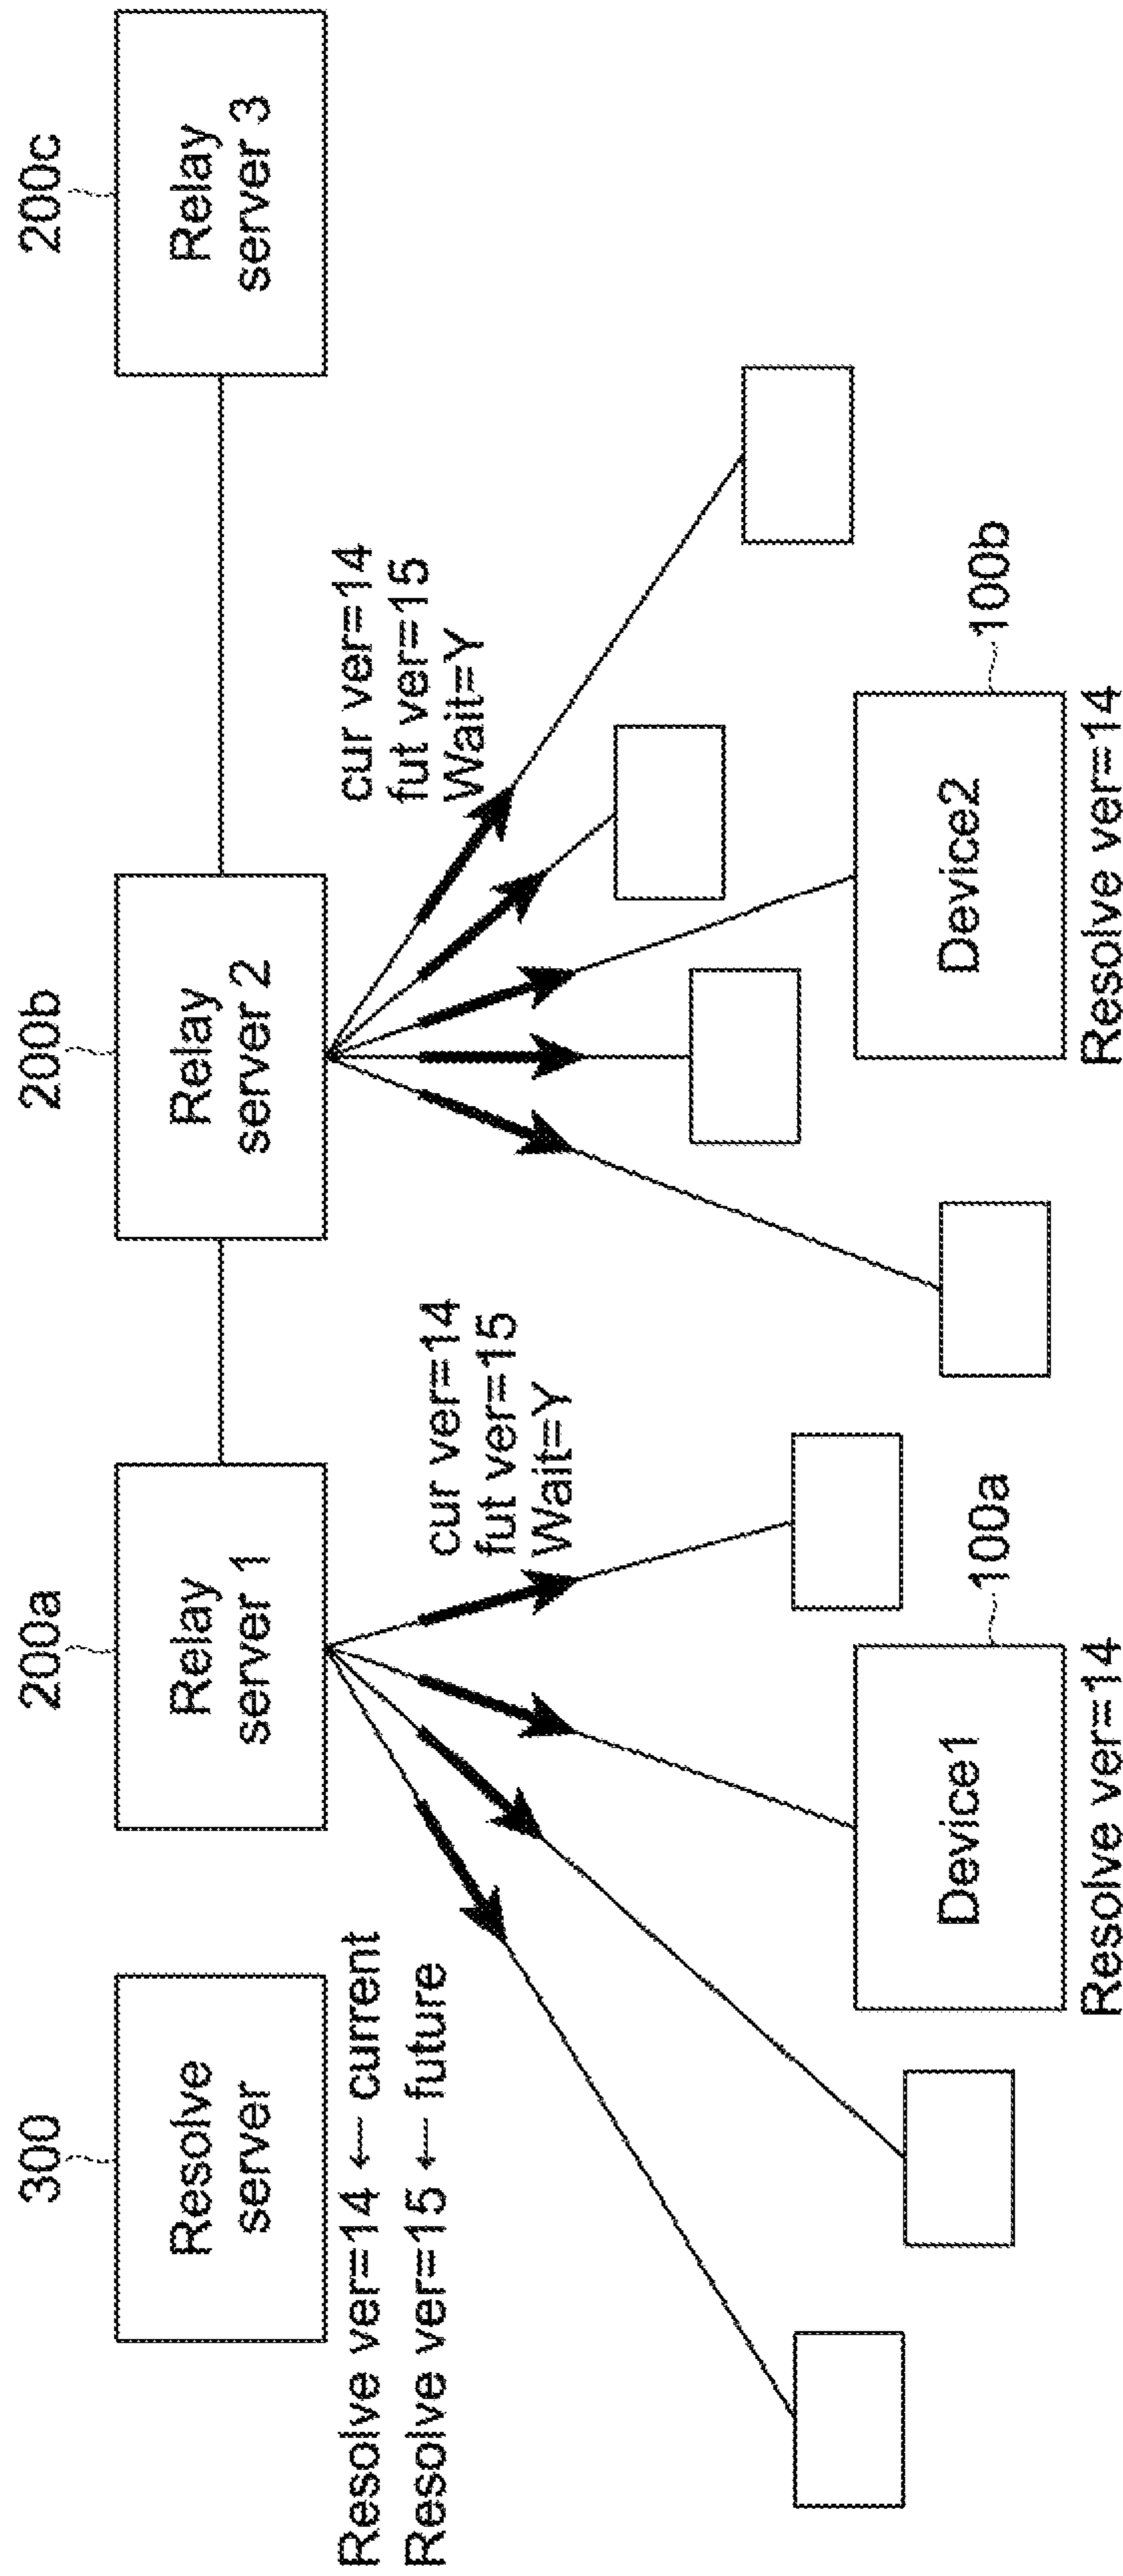 300
200a
200b
200c
Resolve
server
Relay
server 1
Relay
server 2
Relay
server 3
Resolve ver=14 ← current
Resolve ver=15 ← future
cur ver=14
fut ver=15
Wait=Y
cur ver=14
fut ver=15
Wait=Y
100a
100b
Device1
Device2
Resolve ver=14
Resolve ver=14